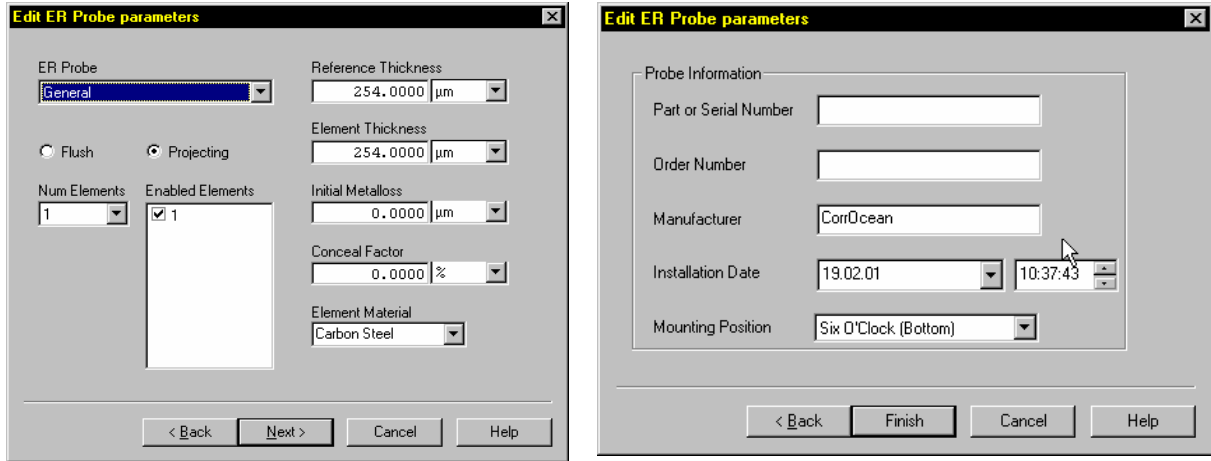 Edit ER Probe parameters
ER Probe
General
Flush
Projecting
Num Elements
1
Enabled Elements
1
Reference Thickness
254.0000 µm
Element Thickness
254.0000 µm
Initial Metalloss
0.0000 µm
Conceal Factor
0.0000 %
Element Material
Carbon Steel
< Back
Next >
Cancel
Help
Edit ER Probe parameters
Probe Information
Part or Serial Number
Order Number
Manufacturer
CorrOcean
Installation Date
19.02.01
10:37:43
Mounting Position
Six O'Clock (Bottom)
< Back
Finish
Cancel
Help